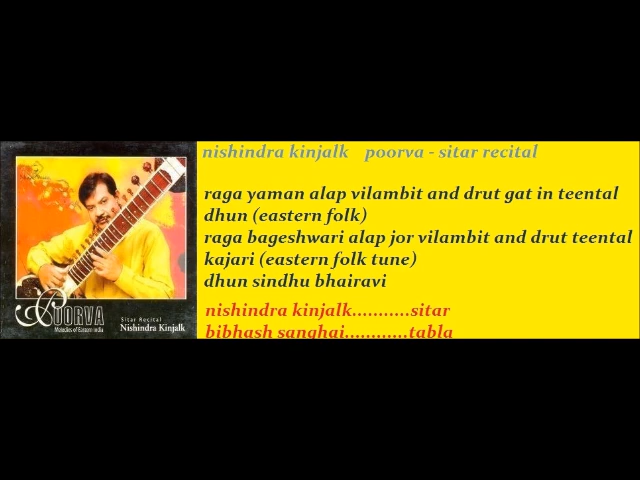 nishindra kinjalk poorva - sitar recital
raga yaman alap vilambit and drut gat in teental
dhun (eastern folk)
raga bageshwari alap jor vilambit and drut teental
kajari (eastern folk tune)
dhun sindhu bhairavi
nishindra kinjalk...........sitar
bibhash sanghai............tabla
POORVA
Melodies of Eastern India
Sitar Recital
Nishindra Kinjalk